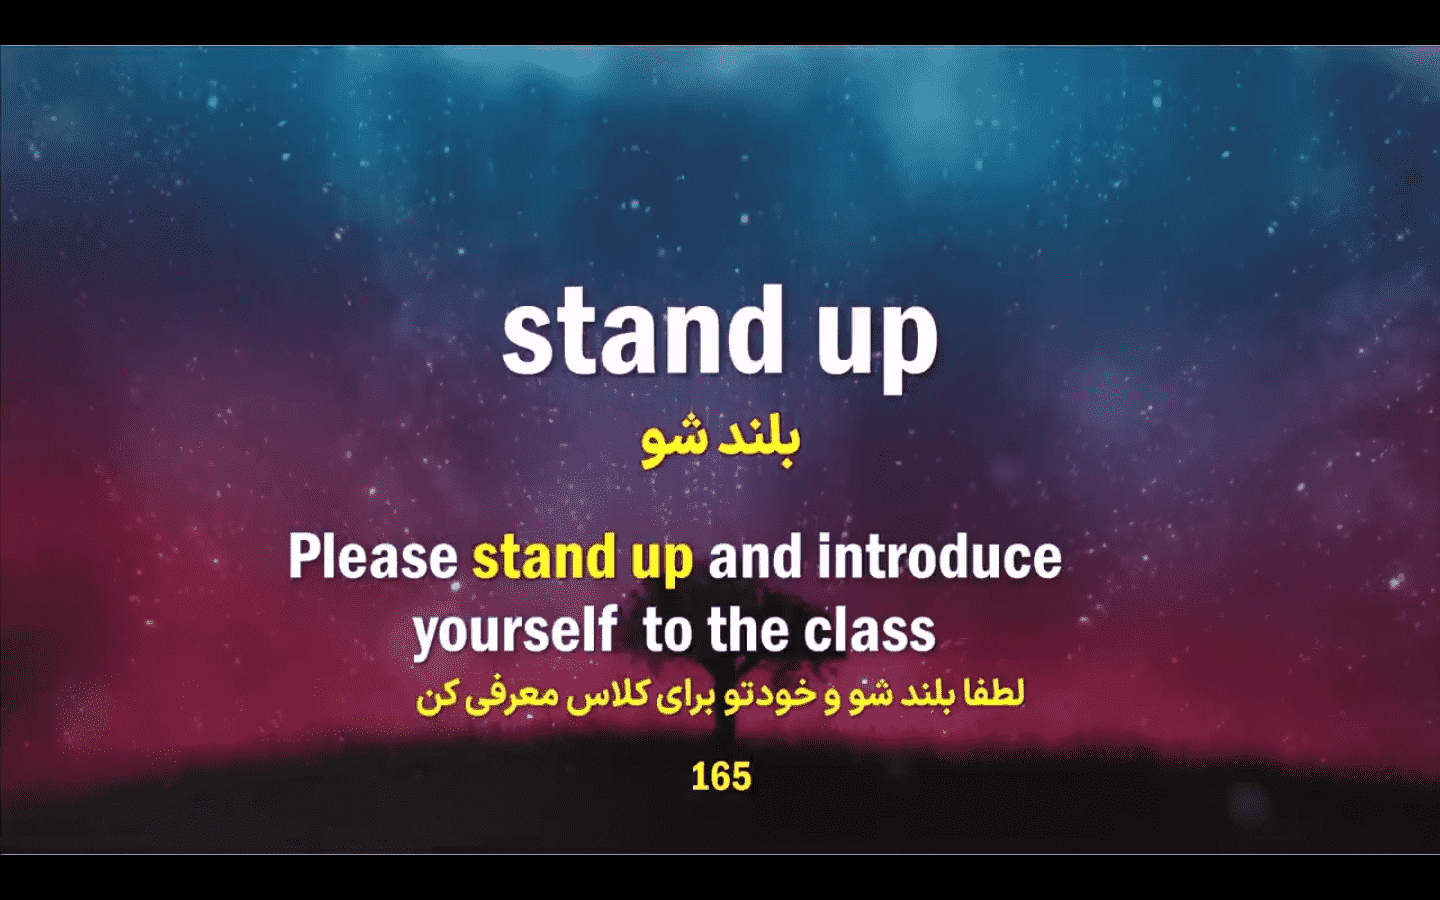 stand up
بلند شو
Please stand up and introduce
yourself to the class
لطفا بلند شو و خودتو برای کلاس معرفی کن
165